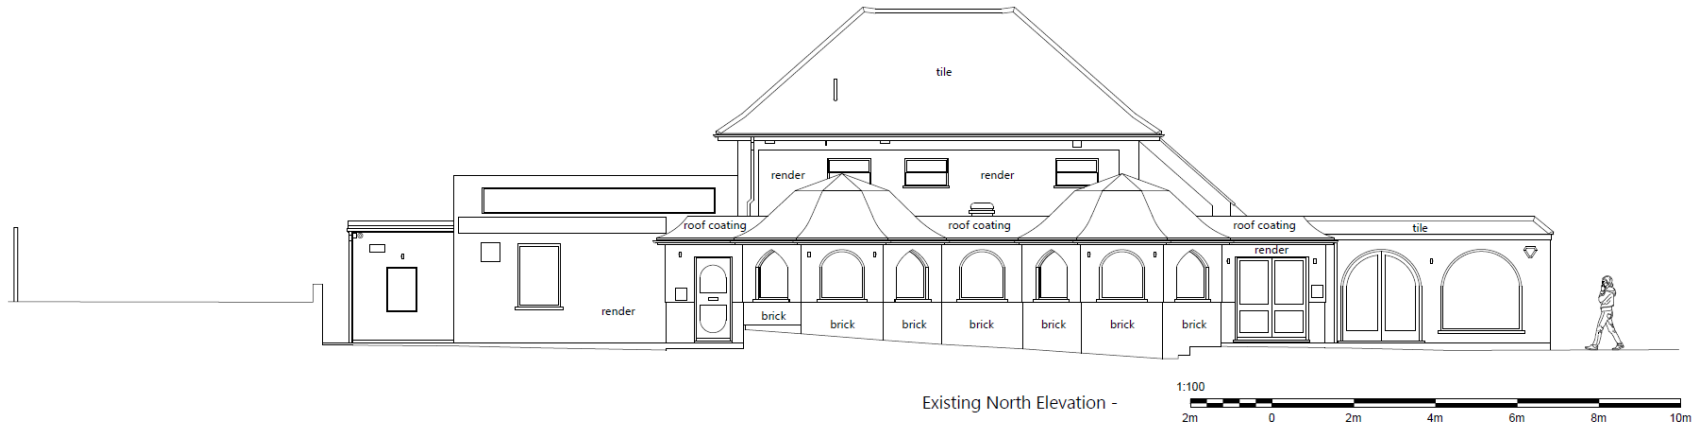 tile
render render
roof coating roof coating roof coating tile
render
render
brick brick brick brick brick brick brick
1:100
Existing North Elevation -
2m 0 2m 4m 6m 8m 10m